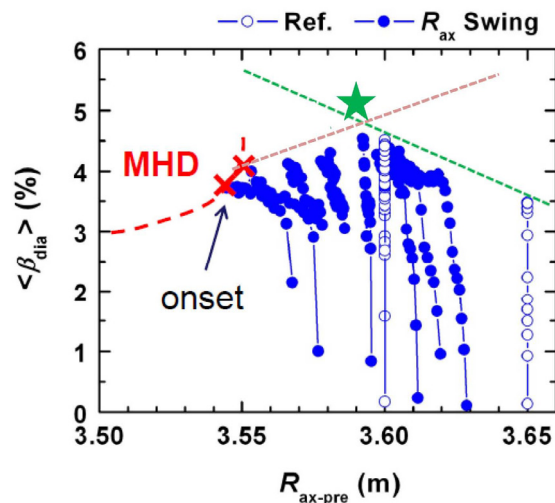 Ref. R_ax Swing
<β_dia> (%)
6
5
4
3
2
1
0
MHD
onset
3.50 3.55 3.60 3.65
R_ax-pre (m)